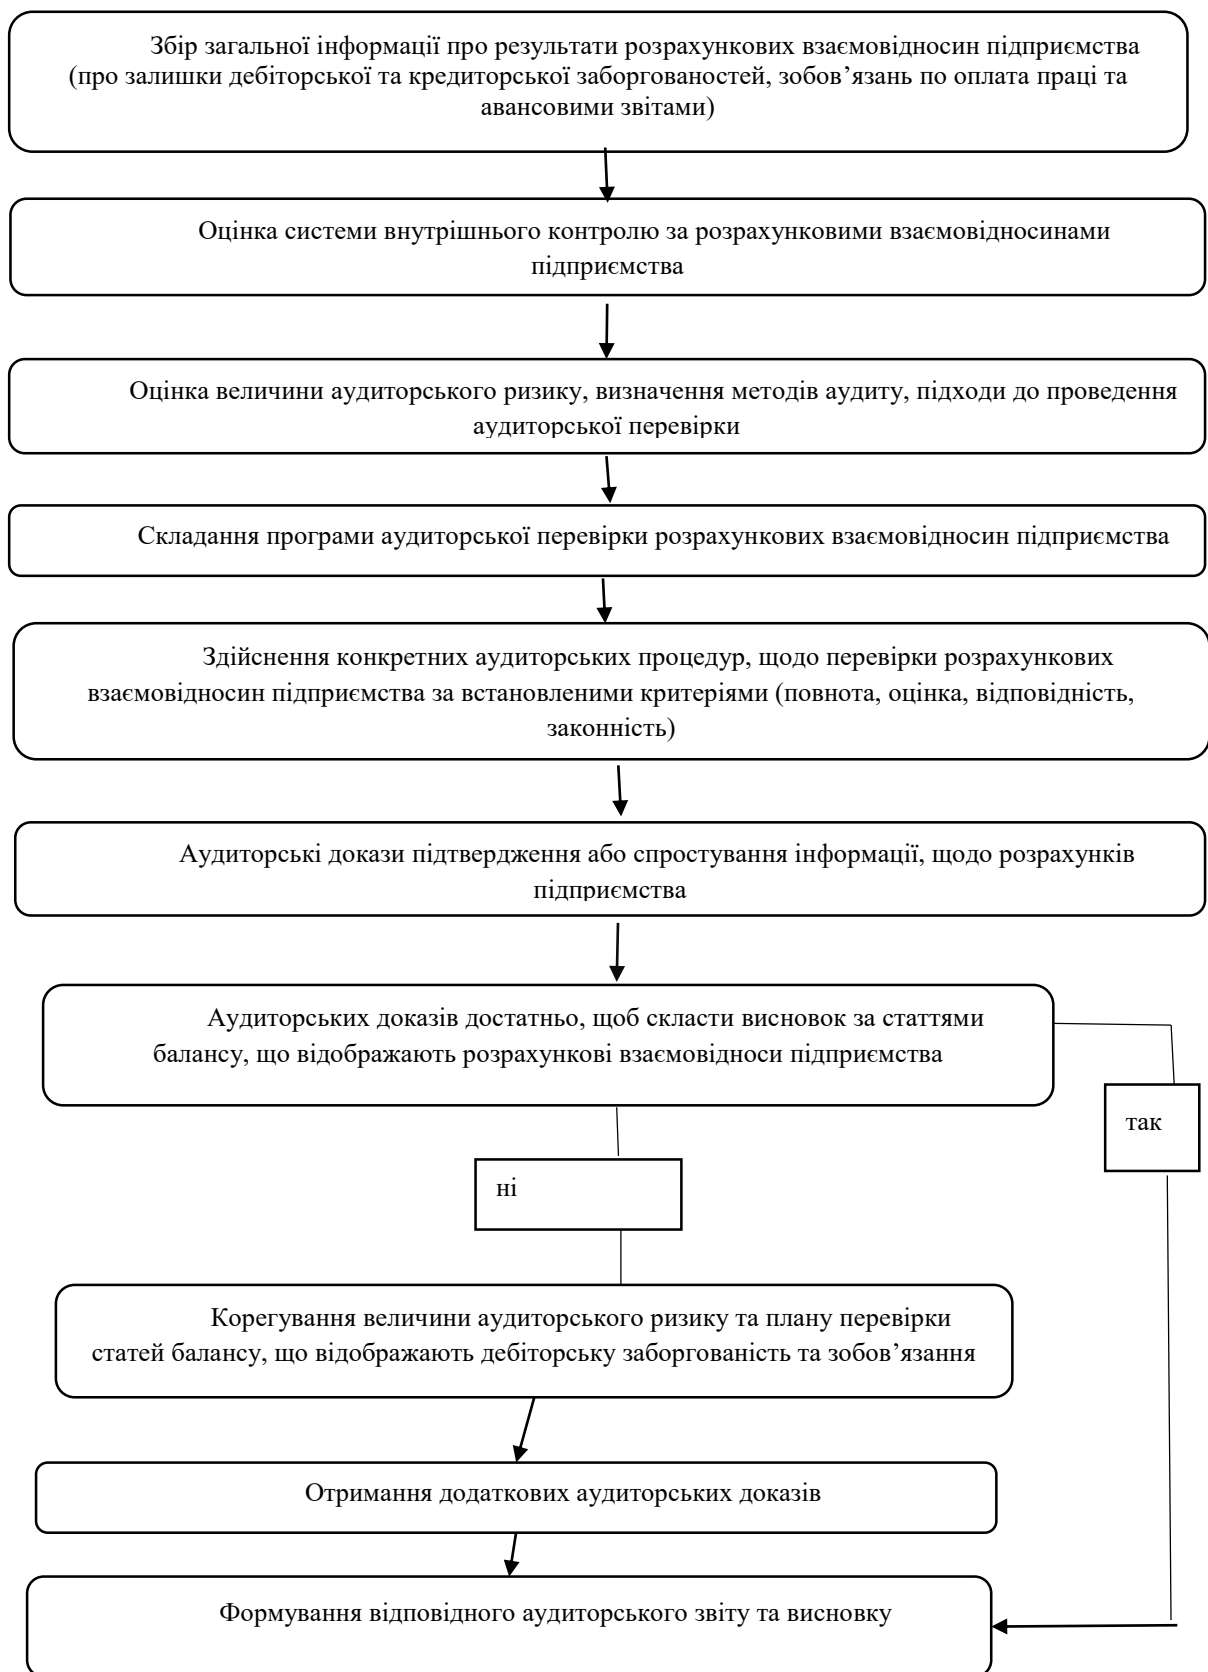 Збір загальної інформації про результати розрахункових взаємовідносин підприємства
(про залишки дебіторської та кредиторської заборгованостей, зобов’язань по оплата праці та
авансовими звітами)
Оцінка системи внутрішнього контролю за розрахунковими взаємовідносинами
підприємства
Оцінка величини аудиторського ризику, визначення методів аудиту, підходи до проведення
аудиторської перевірки
Складання програми аудиторської перевірки розрахункових взаємовідносин підприємства
Здійснення конкретних аудиторських процедур, щодо перевірки розрахункових
взаємовідносин підприємства за встановленими критеріями (повнота, оцінка, відповідність,
законність)
Аудиторські докази підтвердження або спростування інформації, щодо розрахунків
підприємства
Аудиторських доказів достатньо, щоб скласти висновок за статтями
балансу, що відображають розрахункові взаємовідноси підприємства
так
ні
Корегування величини аудиторського ризику та плану перевірки
статей балансу, що відображають дебіторську заборгованість та зобов’язання
Отримання додаткових аудиторських доказів
Формування відповідного аудиторського звіту та висновку